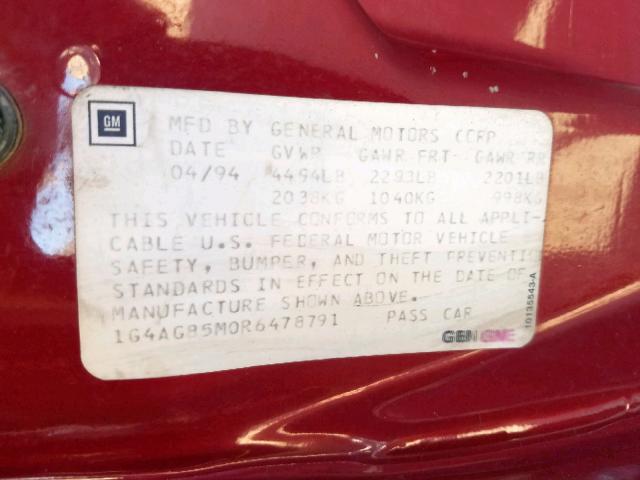 GM
MFD BY GENERAL MOTORS CORP
DATE GVWR GAWR FRT GAWR RR
04/94 4494LB 2293LB 2201LB
2038KG 1040KG 998KG
THIS VEHICLE CONFORMS TO ALL APPLI-
CABLE U.S. FEDERAL MOTOR VEHICLE
SAFETY, BUMPER, AND THEFT PREVENTIO
STANDARDS IN EFFECT ON THE DATE OF
MANUFACTURE SHOWN ABOVE.
1G4AG85M0R6478791 PASS CAR
10135543-A